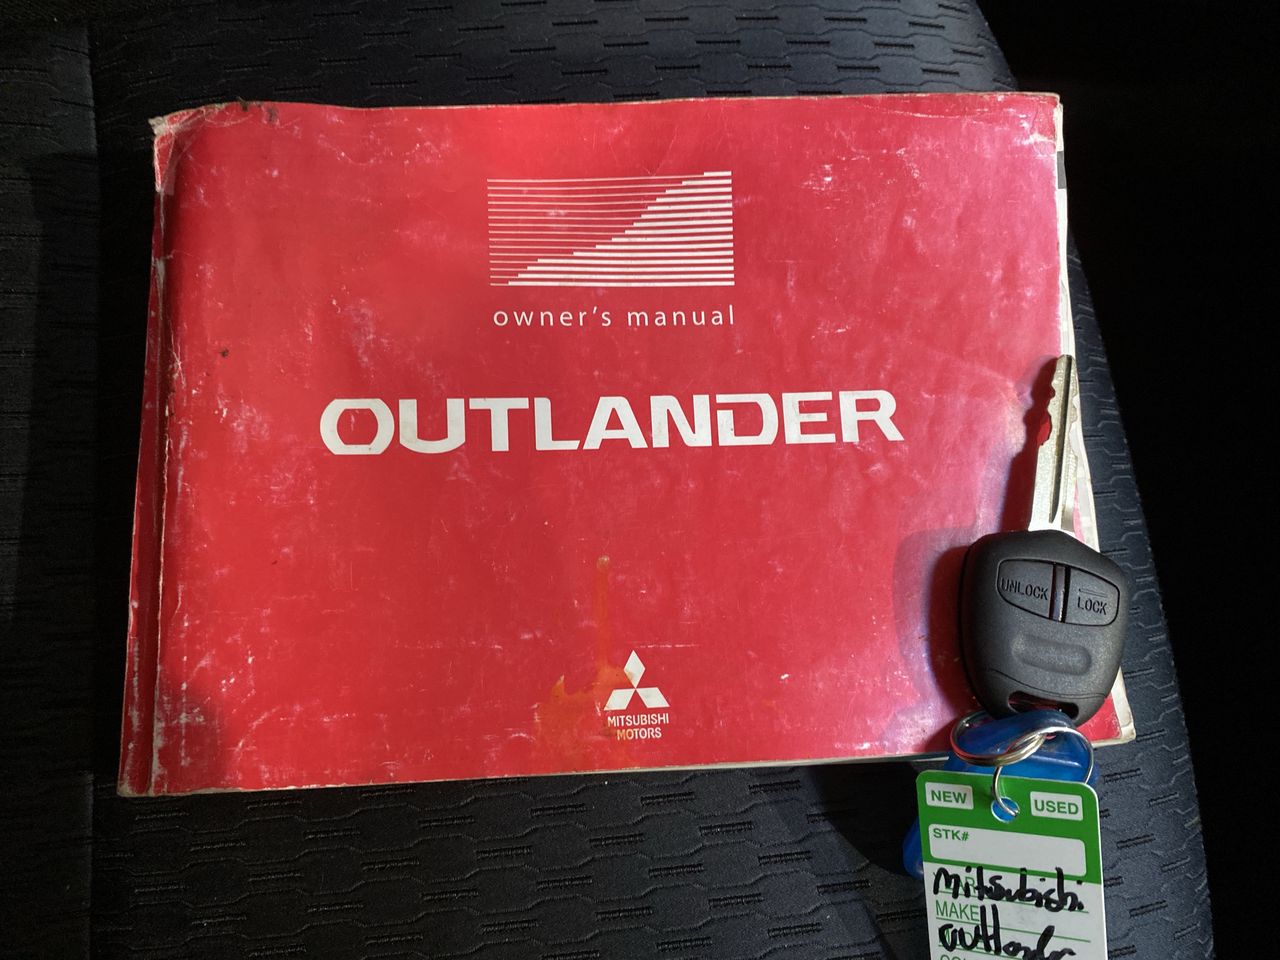 owner's manual
OUTLANDER
MITSUBISHI
MOTORS
UNLOCK
LOCK
NEW USED
STK#
mitsubishi
MAKE
outlander